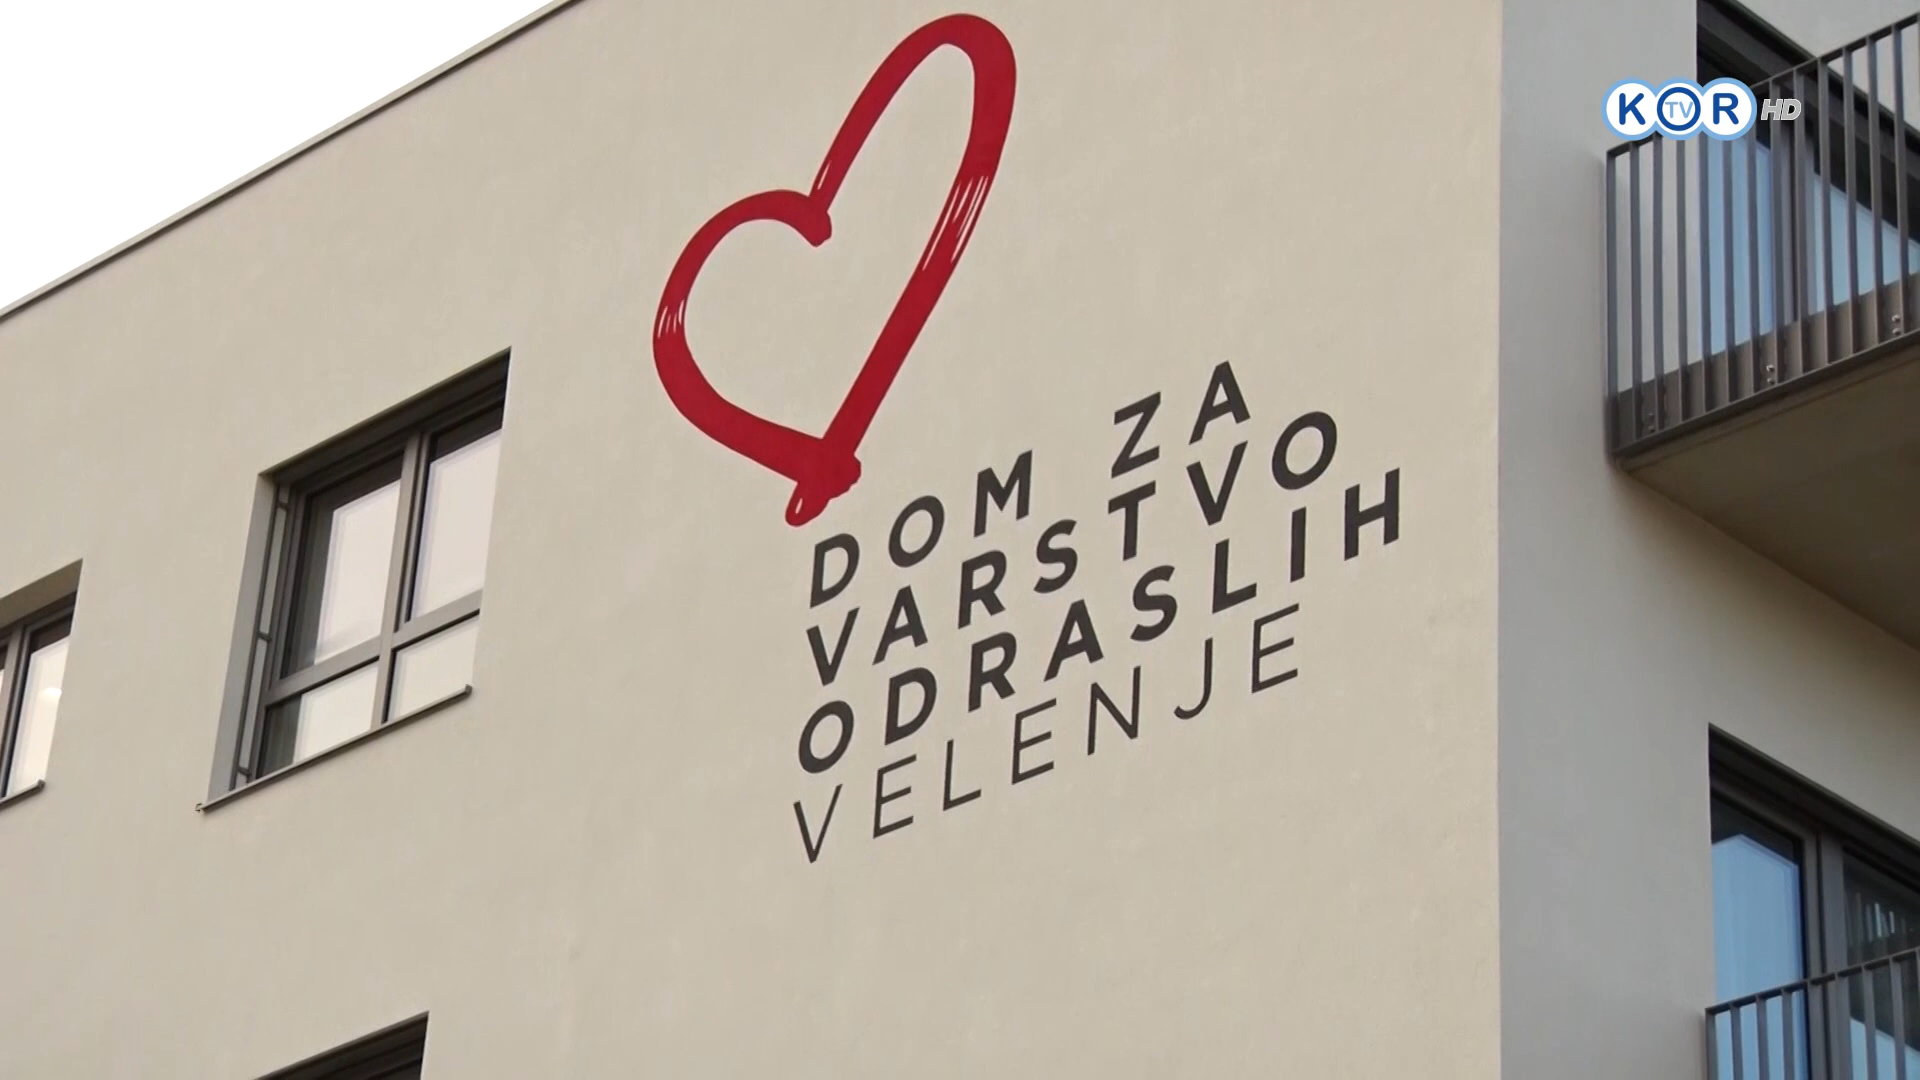 KOR TV HD
DOM ZA
VARSTVO
ODRASLIH
VELENJE